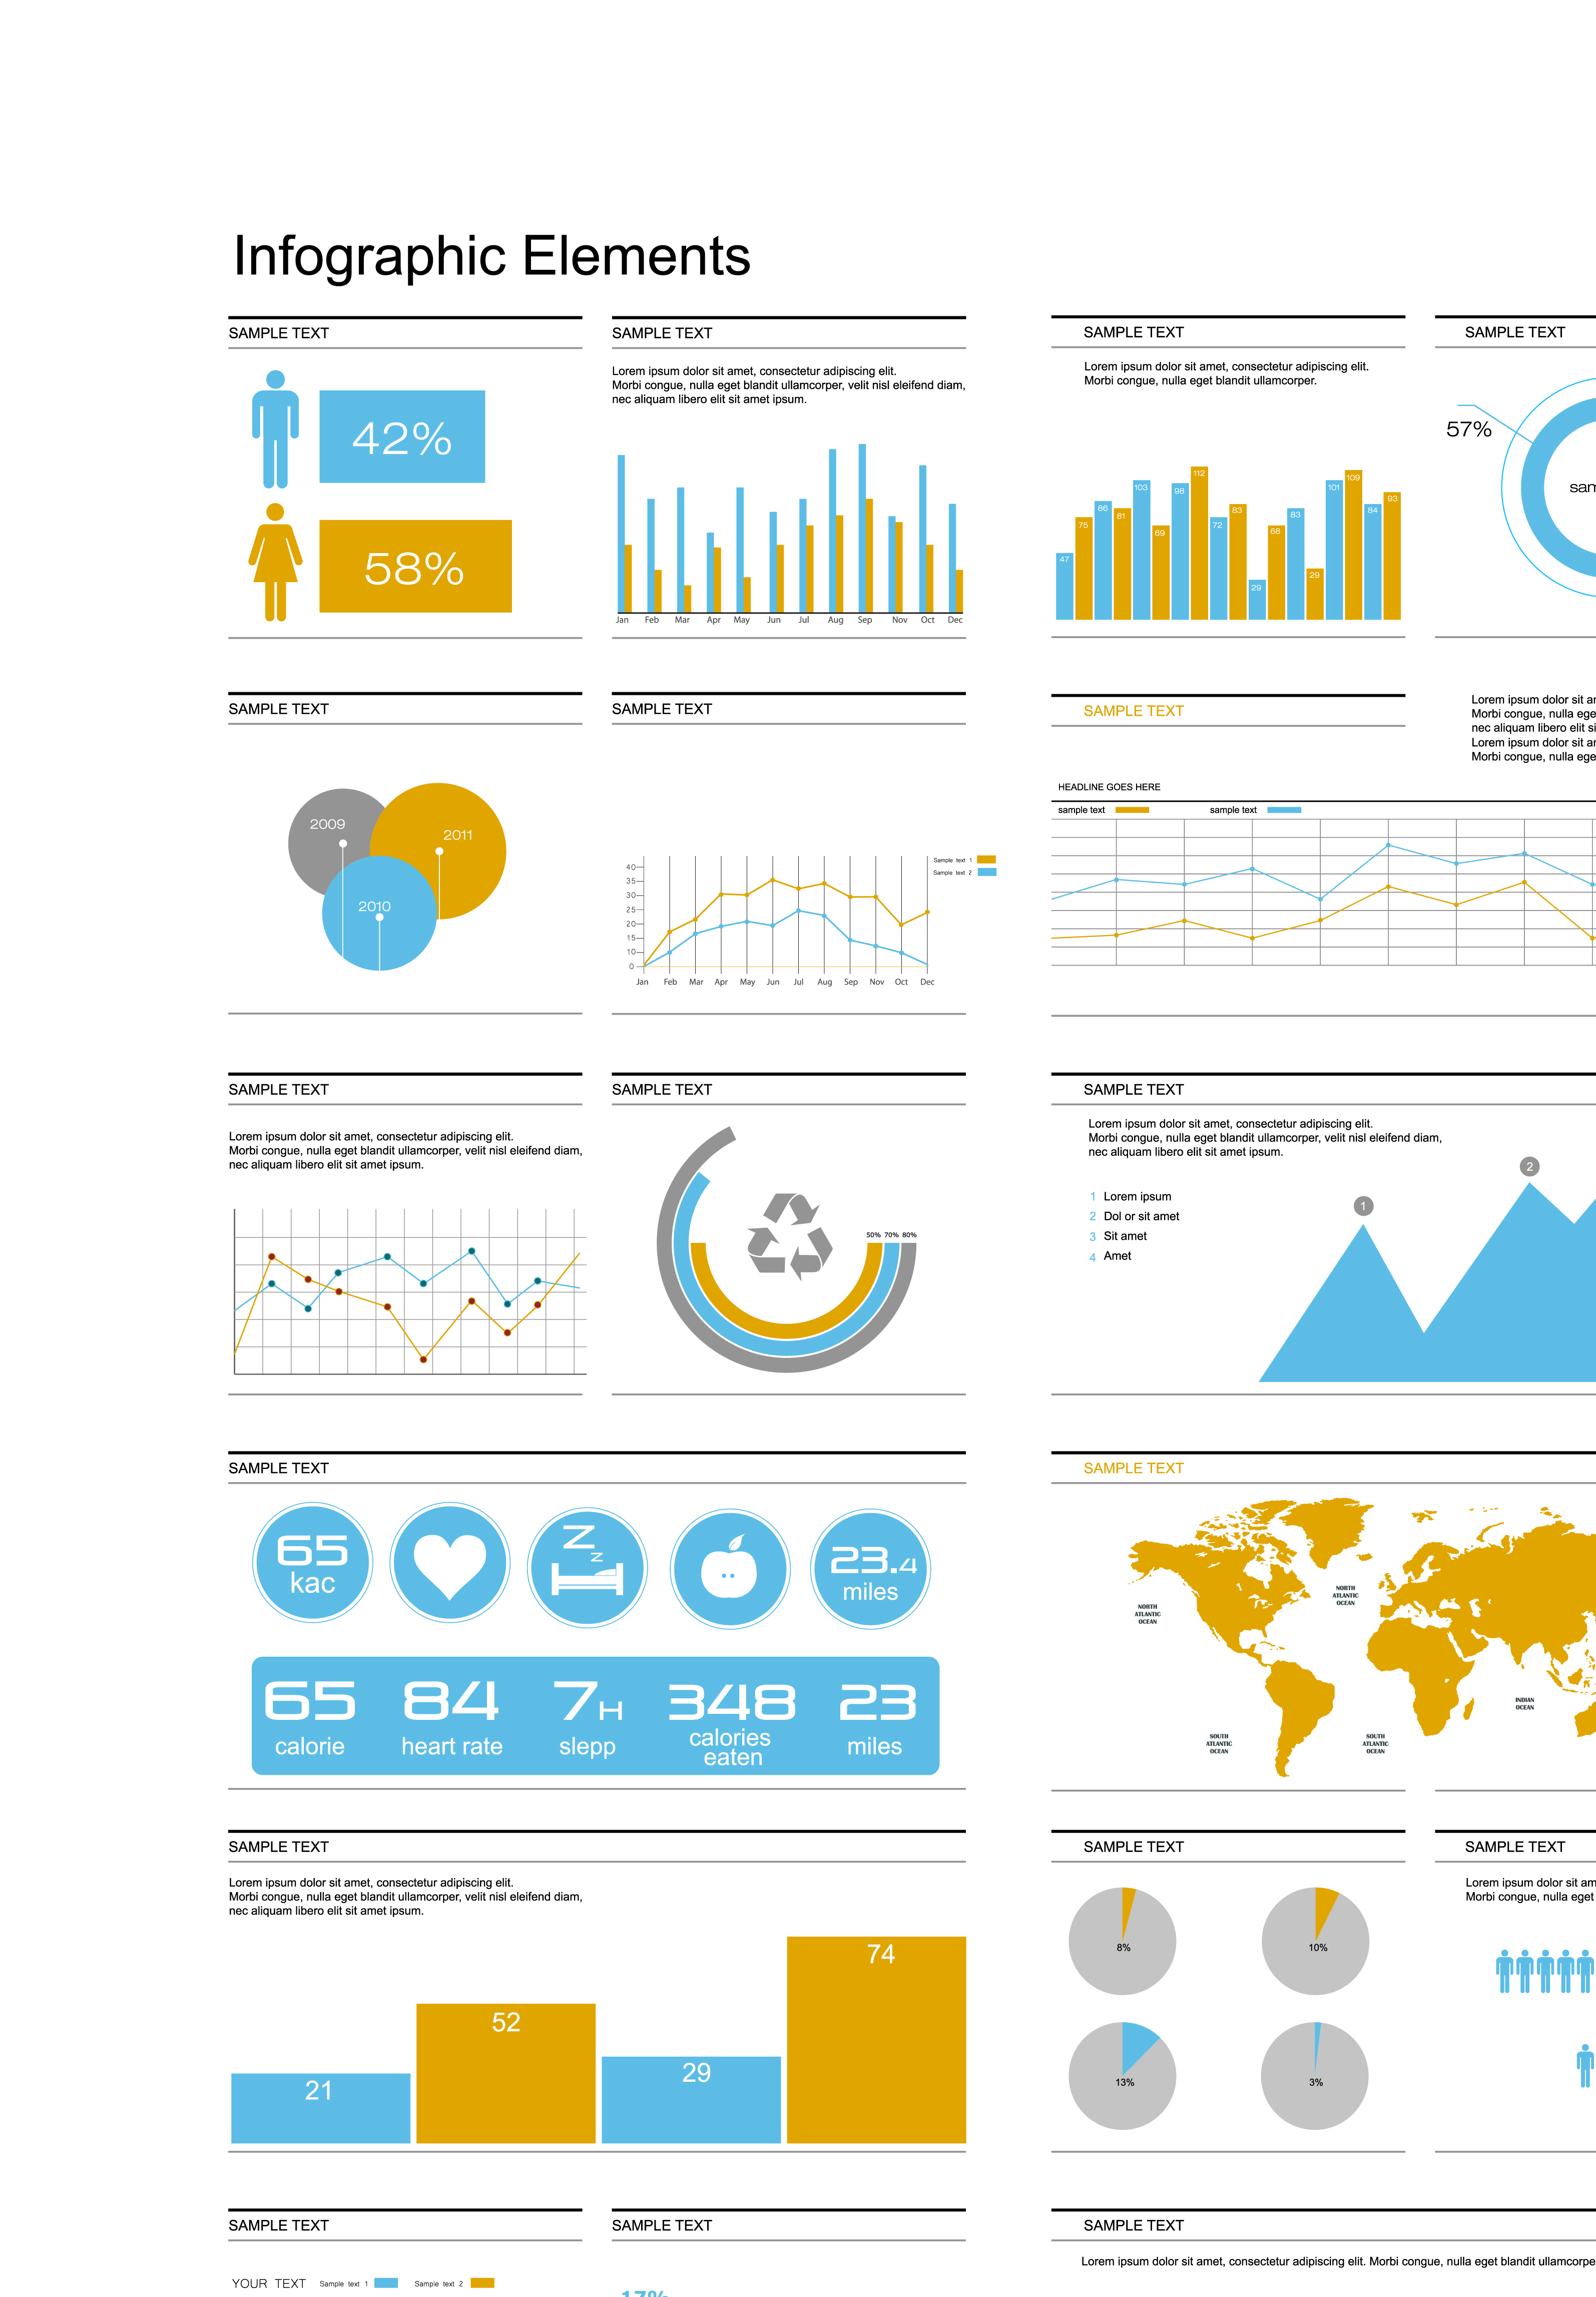 Infographic Elements
SAMPLE TEXT
42%
58%
SAMPLE TEXT
Lorem ipsum dolor sit amet, consectetur adipiscing elit.
Morbi congue, nulla eget blandit ullamcorper, velit nisl eleifend diam,
nec aliquam libero elit sit amet ipsum.
Jan Feb Mar Apr May Jun Jul Aug Sep Nov Oct Dec
SAMPLE TEXT
Lorem ipsum dolor sit amet, consectetur adipiscing elit.
Morbi congue, nulla eget blandit ullamcorper.
47 75 86 81 103 69 98 112 72 83 29 68 83 29 101 109 84 93
SAMPLE TEXT
57%
sam
SAMPLE TEXT
2009
2011
2010
SAMPLE TEXT
Sample text 1
Sample text 2
40
35
30
25
20
15
10
0
Jan Feb Mar Apr May Jun Jul Aug Sep Nov Oct Dec
SAMPLE TEXT
Lorem ipsum dolor sit a
Morbi congue, nulla ege
nec aliquam libero elit si
Lorem ipsum dolor sit a
Morbi congue, nulla ege
HEADLINE GOES HERE
sample text sample text
SAMPLE TEXT
Lorem ipsum dolor sit amet, consectetur adipiscing elit.
Morbi congue, nulla eget blandit ullamcorper, velit nisl eleifend diam,
nec aliquam libero elit sit amet ipsum.
SAMPLE TEXT
50% 70% 80%
SAMPLE TEXT
Lorem ipsum dolor sit amet, consectetur adipiscing elit.
Morbi congue, nulla eget blandit ullamcorper, velit nisl eleifend diam,
nec aliquam libero elit sit amet ipsum.
1 Lorem ipsum
2 Dol or sit amet
3 Sit amet
4 Amet
1
2
SAMPLE TEXT
65
kac
Z
Z
23.4
miles
65
calorie
84
heart rate
7H
slepp
348
calories
eaten
23
miles
SAMPLE TEXT
NORTH
ATLANTIC
OCEAN
NORTH
ATLANTIC
OCEAN
INDIAN
OCEAN
SOUTH
ATLANTIC
OCEAN
SOUTH
ATLANTIC
OCEAN
SAMPLE TEXT
Lorem ipsum dolor sit amet, consectetur adipiscing elit.
Morbi congue, nulla eget blandit ullamcorper, velit nisl eleifend diam,
nec aliquam libero elit sit amet ipsum.
21
52
29
74
SAMPLE TEXT
8%
10%
13%
3%
SAMPLE TEXT
Lorem ipsum dolor sit am
Morbi congue, nulla eget
SAMPLE TEXT
YOUR TEXT Sample text 1 Sample text 2
SAMPLE TEXT
17%
SAMPLE TEXT
Lorem ipsum dolor sit amet, consectetur adipiscing elit. Morbi congue, nulla eget blandit ullamcorpe